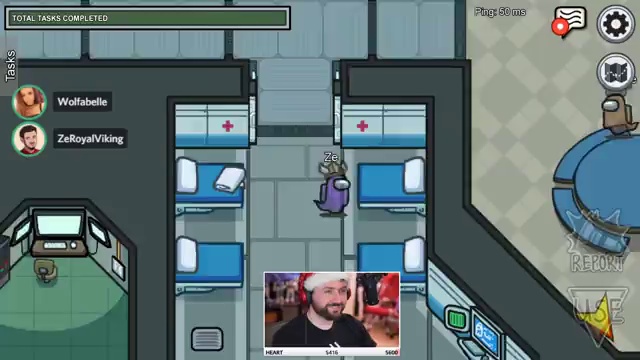 TOTAL TASKS COMPLETED
Ping: 50 ms
Tasks
Wolfabelle
ZeRoyalViking
Ze
REPORT
USE
HEART 5416 5600